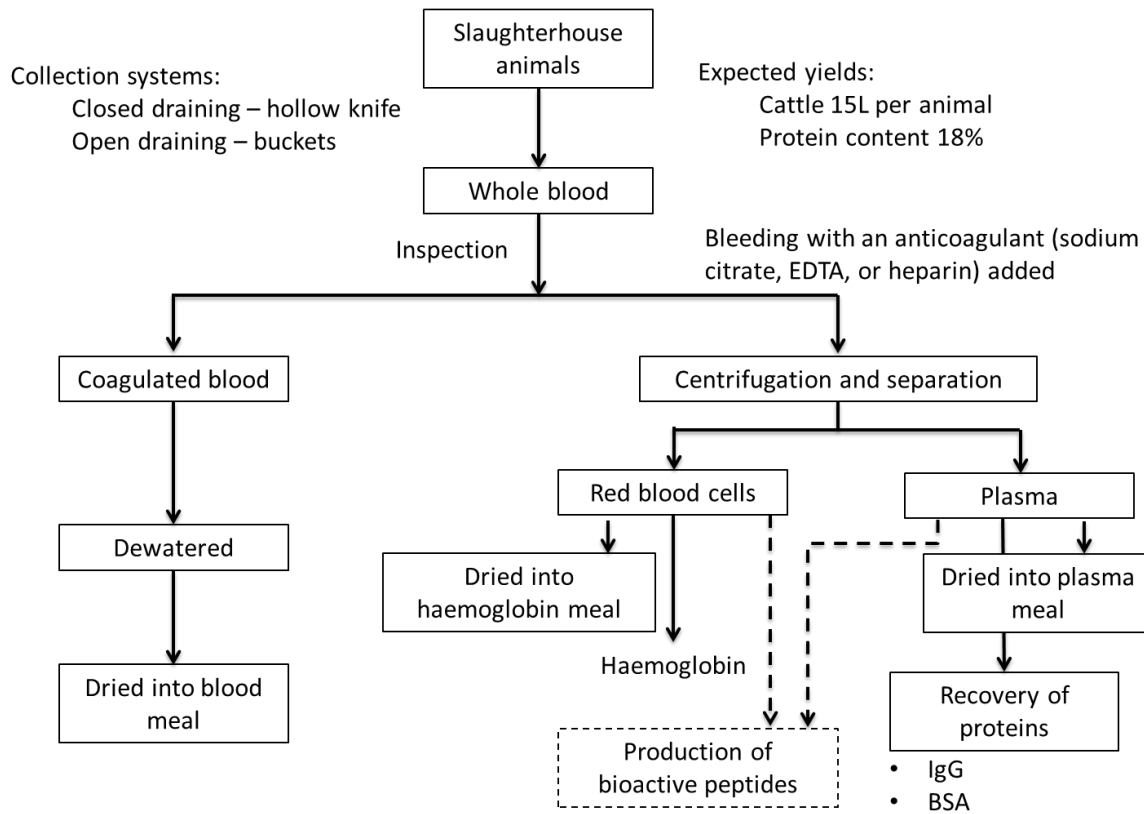 Slaughterhouse
animals
Collection systems:
Closed draining – hollow knife
Open draining – buckets
Expected yields:
Cattle 15L per animal
Protein content 18%
Whole blood
Inspection
Bleeding with an anticoagulant (sodium
citrate, EDTA, or heparin) added
Coagulated blood
Centrifugation and separation
Red blood cells
Plasma
Dewatered
Dried into
haemoglobin meal
Dried into plasma
meal
Haemoglobin
Dried into blood
meal
Recovery of
proteins
Production of
bioactive peptides
• IgG
• BSA